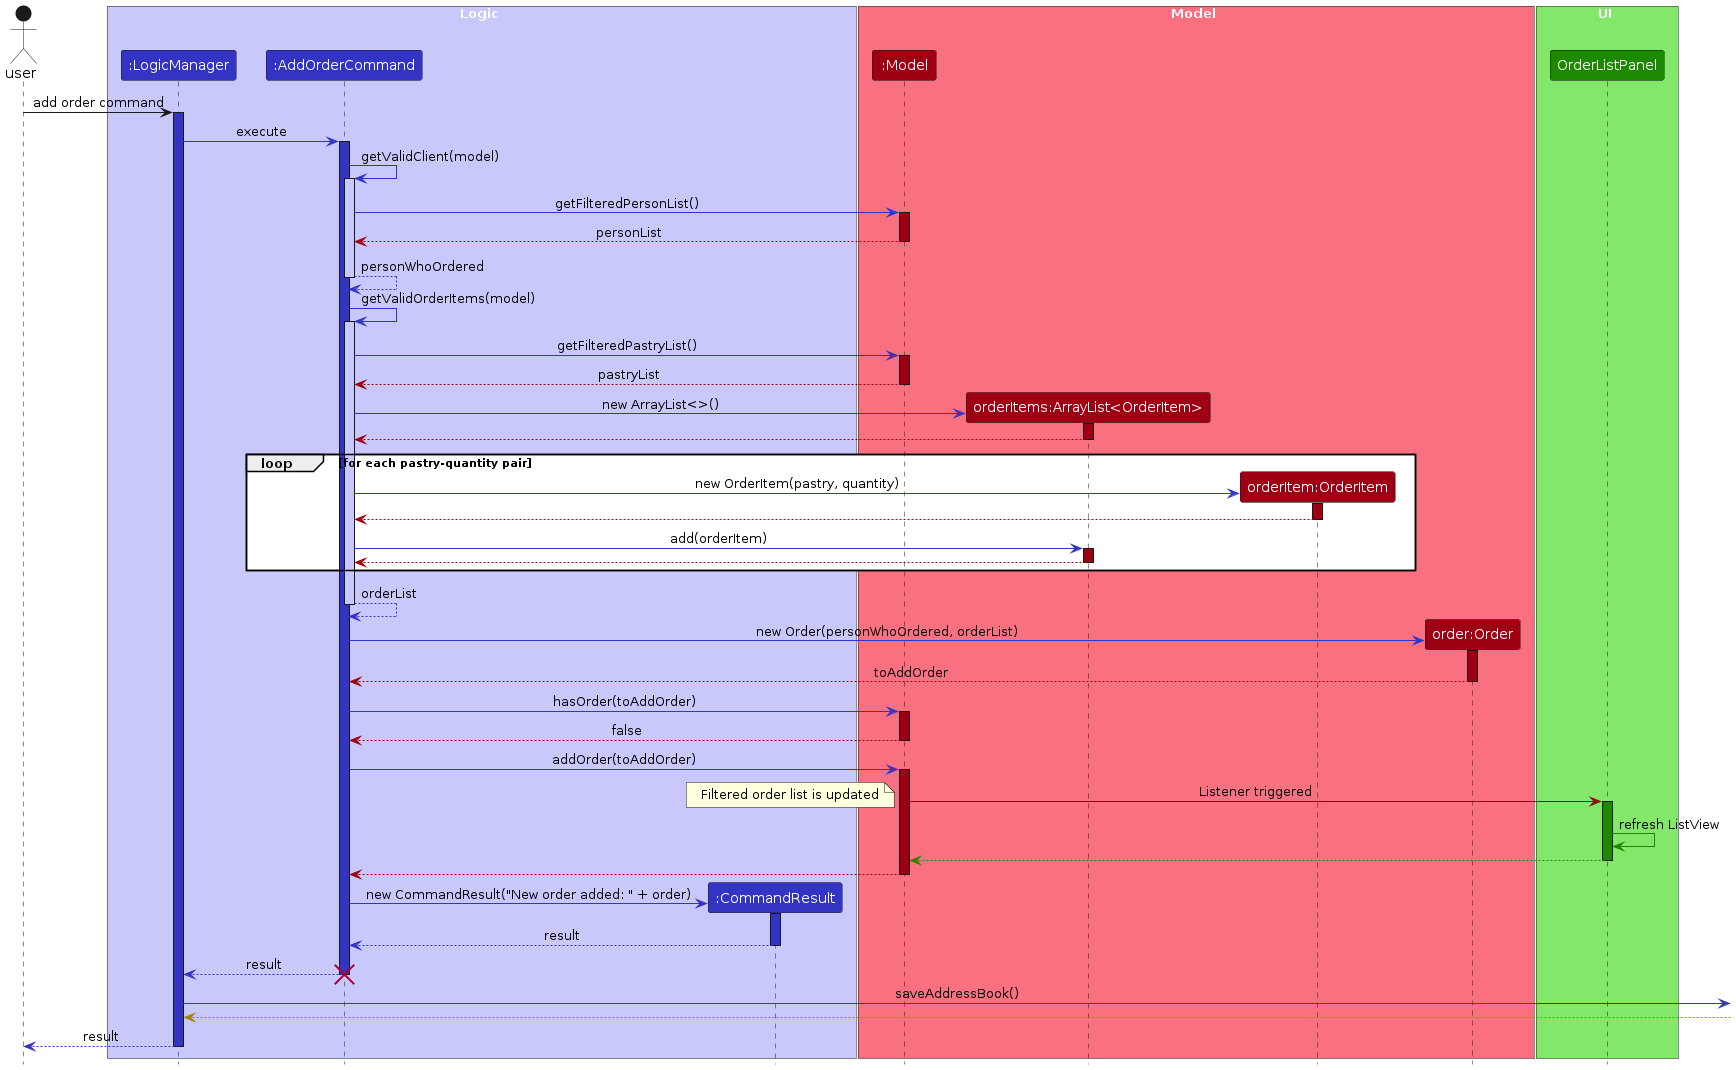 Logic
Model
UI
user
:LogicManager
:AddOrderCommand
:Model
OrderListPanel
add order command
execute
getValidClient(model)
getFilteredPersonList()
personList
personWhoOrdered
getValidOrderItems(model)
getFilteredPastryList()
pastryList
new ArrayList<>()
orderItems:ArrayList<OrderItem>
loop
[for each pastry-quantity pair]
new OrderItem(pastry, quantity)
orderItem:OrderItem
add(orderItem)
orderList
new Order(personWhoOrdered, orderList)
order:Order
toAddOrder
hasOrder(toAddOrder)
false
addOrder(toAddOrder)
Filtered order list is updated
Listener triggered
refresh ListView
new CommandResult("New order added: " + order)
:CommandResult
result
result
saveAddressBook()
result